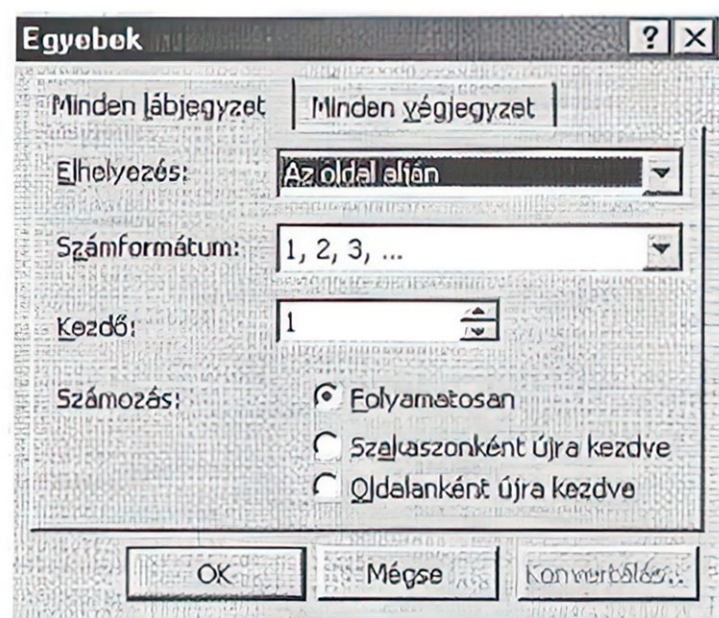 Egyebek
Minden lábjegyzet
Minden végjegyzet
Elhelyezés: Az oldal alján
Számformátum: 1, 2, 3, ...
Kezdő: 1
Számozás: Folyamatosan
Szakaszonként újra kezdve
Oldalanként újra kezdve
OK Mégse Konvertálás...